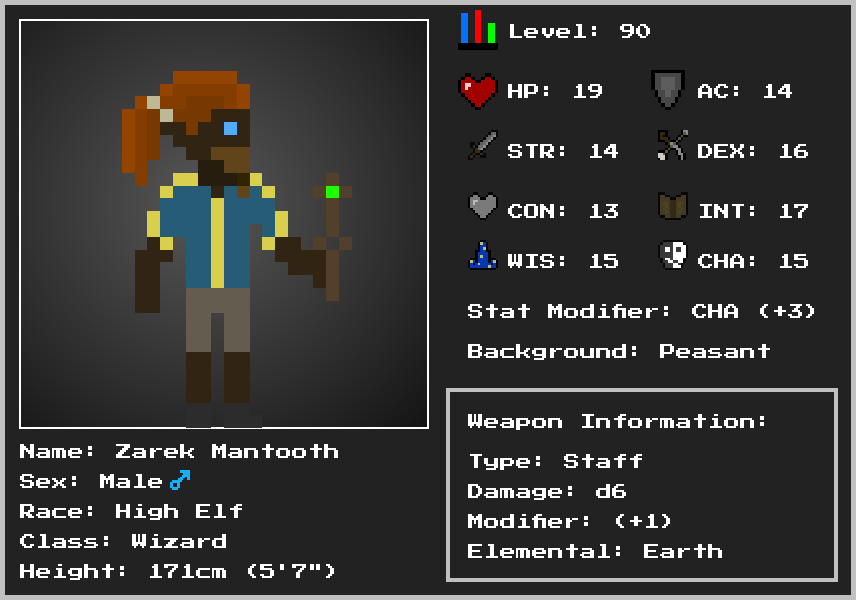 Level: 90
HP: 19
AC: 14
STR: 14
DEX: 16
CON: 13
INT: 17
WIS: 15
CHA: 15
Stat Modifier: CHA (+3)
Background: Peasant
Weapon Information:
Type: Staff
Damage: d6
Modifier: (+1)
Elemental: Earth
Name: Zarek Mantooth
Sex: Male ♂
Race: High Elf
Class: Wizard
Height: 171cm (5'7")